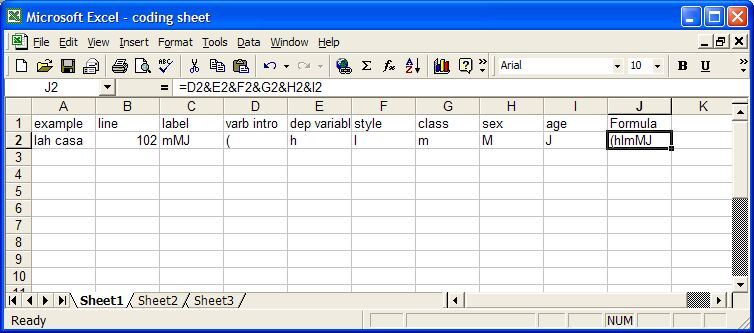 Microsoft Excel - coding sheet
File Edit View Insert Format Tools Data Window Help
Arial 10 B U
J2 = =D2&E2&F2&G2&H2&I2
A B C D E F G H I J K
1 example line label varb intro dep variabl style class sex age Formula
2 lah casa 102 mMJ ( h l m M J (hlmMJ
3
4
5
6
7
8
9
10
11
Sheet1 Sheet2 Sheet3
Ready NUM